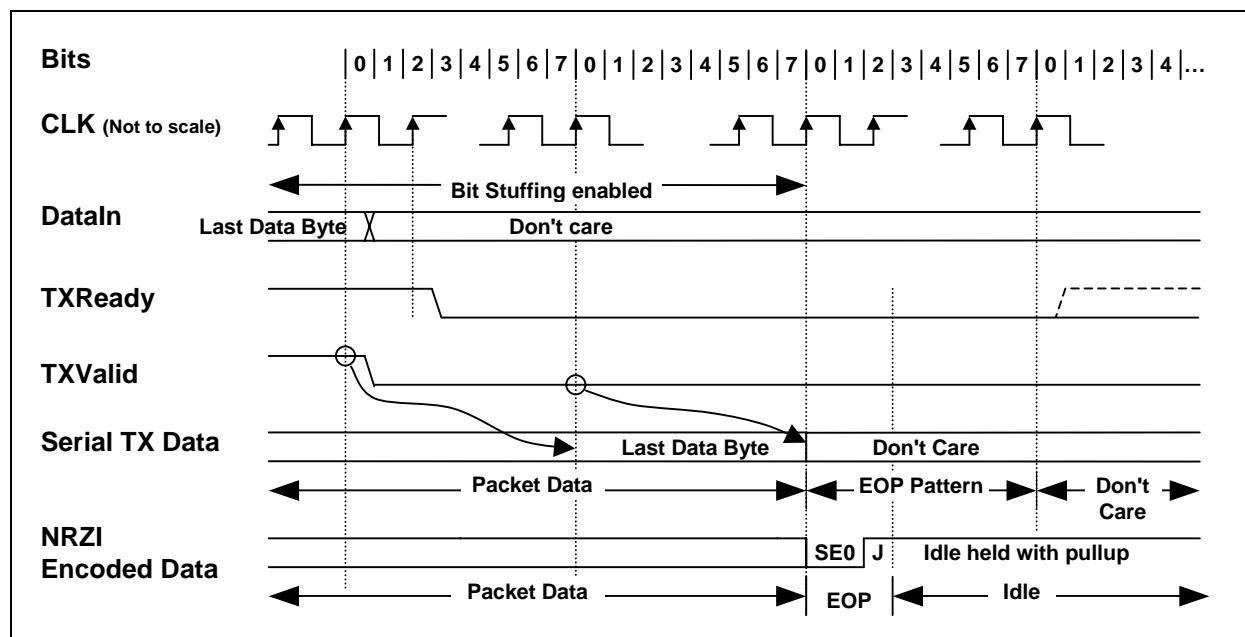 Bits 0 1 2 3 4 5 6 7 0 1 2 3 4 5 6 7 0 1 2 3 4 5 6 7 0 1 2 3 4 ...
CLK (Not to scale)
Bit Stuffing enabled
DataIn
Last Data Byte Don't care
TXReady
TXValid
Serial TX Data Last Data Byte Don't Care
Packet Data EOP Pattern Don't
Care
NRZI
Encoded Data
SE0 J Idle held with pullup
Packet Data EOP Idle